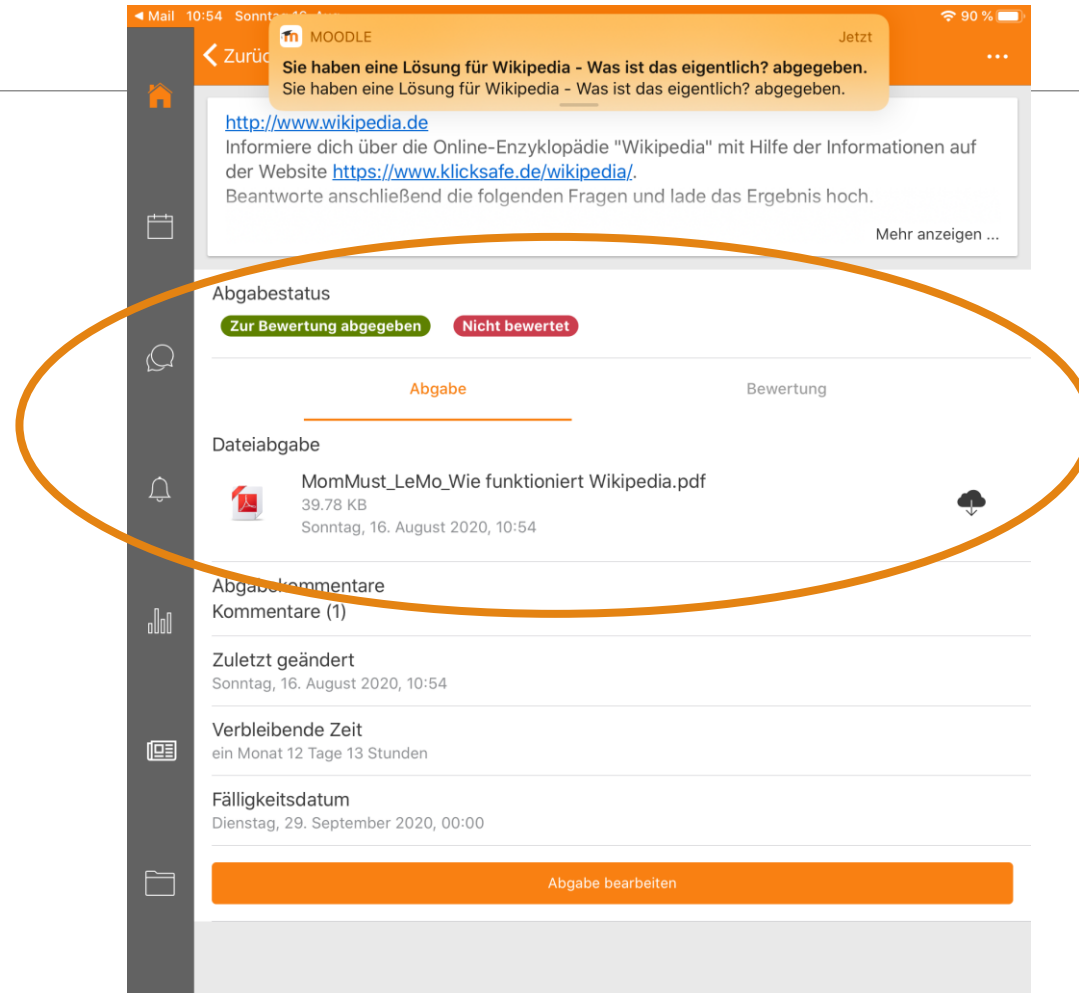 Mail 10:54 Sonntag 16. Aug.
90 %
MOODLE
Jetzt
Zurüc
Sie haben eine Lösung für Wikipedia - Was ist das eigentlich? abgegeben.
Sie haben eine Lösung für Wikipedia - Was ist das eigentlich? abgegeben.
http://www.wikipedia.de
Informiere dich über die Online-Enzyklopädie "Wikipedia" mit Hilfe der Informationen auf
der Website https://www.klicksafe.de/wikipedia/.
Beantworte anschließend die folgenden Fragen und lade das Ergebnis hoch.
Mehr anzeigen ...
Abgabestatus
Zur Bewertung abgegeben Nicht bewertet
Abgabe Bewertung
Dateiabgabe
MomMust_LeMo_Wie funktioniert Wikipedia.pdf
39.78 KB
Sonntag, 16. August 2020, 10:54
Abgabekommentare
Kommentare (1)
Zuletzt geändert
Sonntag, 16. August 2020, 10:54
Verbleibende Zeit
ein Monat 12 Tage 13 Stunden
Fälligkeitsdatum
Dienstag, 29. September 2020, 00:00
Abgabe bearbeiten